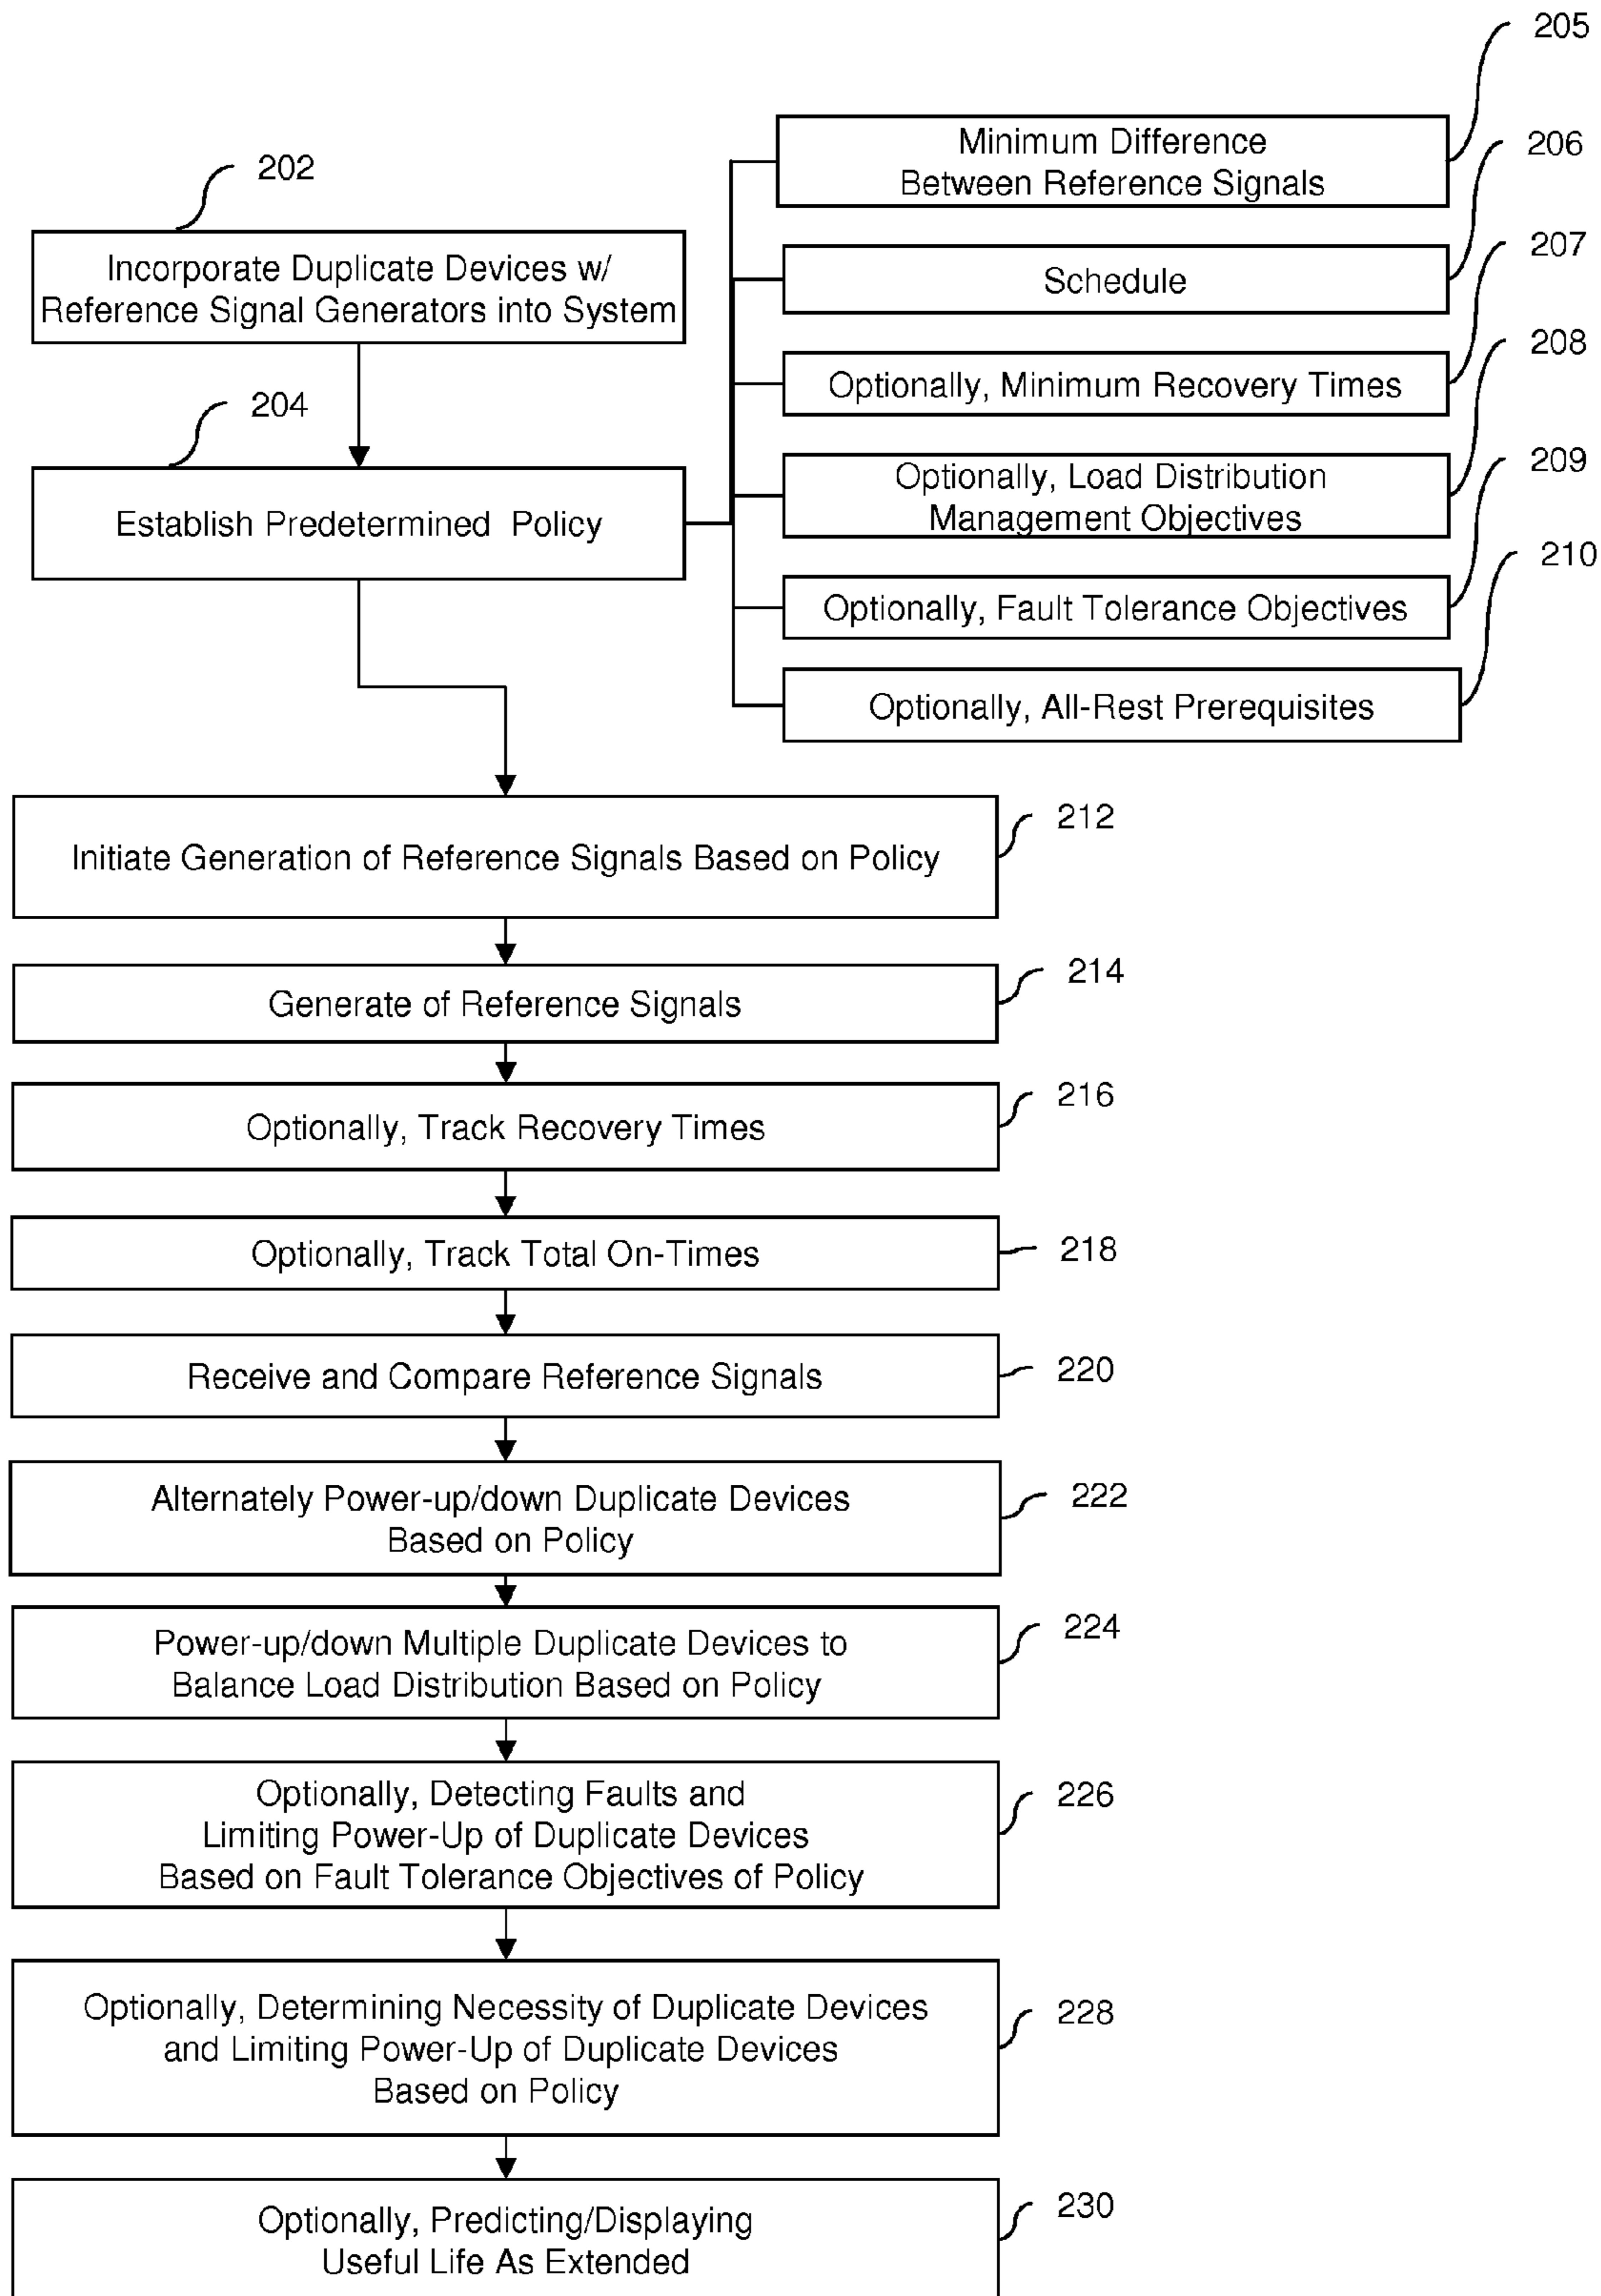 205
Minimum Difference
Between Reference Signals
206
202
Incorporate Duplicate Devices w/
Reference Signal Generators into System
Schedule
207
Optionally, Minimum Recovery Times
208
204
Establish Predetermined Policy
Optionally, Load Distribution
Management Objectives
209
Optionally, Fault Tolerance Objectives
210
Optionally, All-Rest Prerequisites
Initiate Generation of Reference Signals Based on Policy
212
Generate of Reference Signals
214
Optionally, Track Recovery Times
216
Optionally, Track Total On-Times
218
Receive and Compare Reference Signals
220
Alternately Power-up/down Duplicate Devices
Based on Policy
222
Power-up/down Multiple Duplicate Devices to
Balance Load Distribution Based on Policy
224
Optionally, Detecting Faults and
Limiting Power-Up of Duplicate Devices
Based on Fault Tolerance Objectives of Policy
226
Optionally, Determining Necessity of Duplicate Devices
and Limiting Power-Up of Duplicate Devices
Based on Policy
228
Optionally, Predicting/Displaying
Useful Life As Extended
230